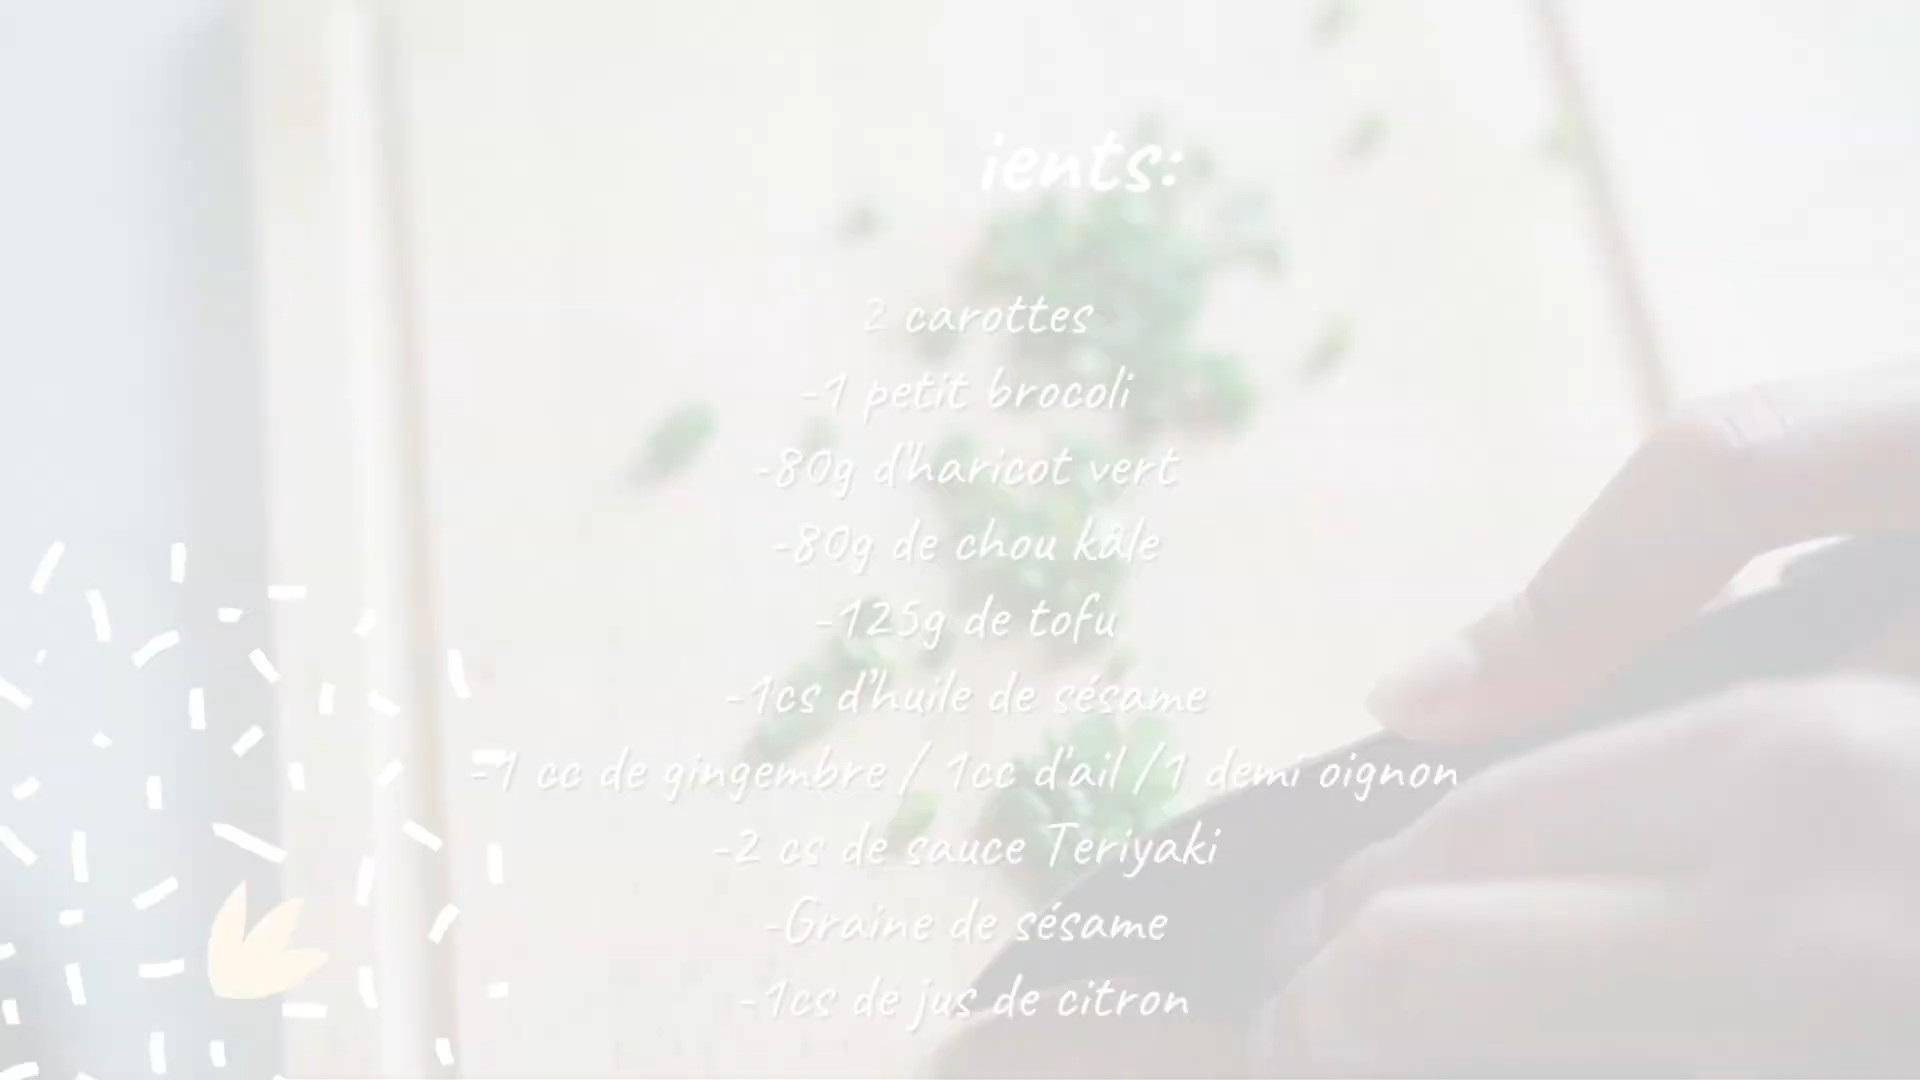 ients:
2 carottes
-1 petit brocoli
-80g d'haricot vert
-80g de chou kâle
-125g de tofu
-1cs d'huile de sésame
-1 cc de gingembre / 1cc d'ail /1 demi oignon
-2 cs de sauce Teriyaki
-Graine de sésame
-1cs de jus de citron